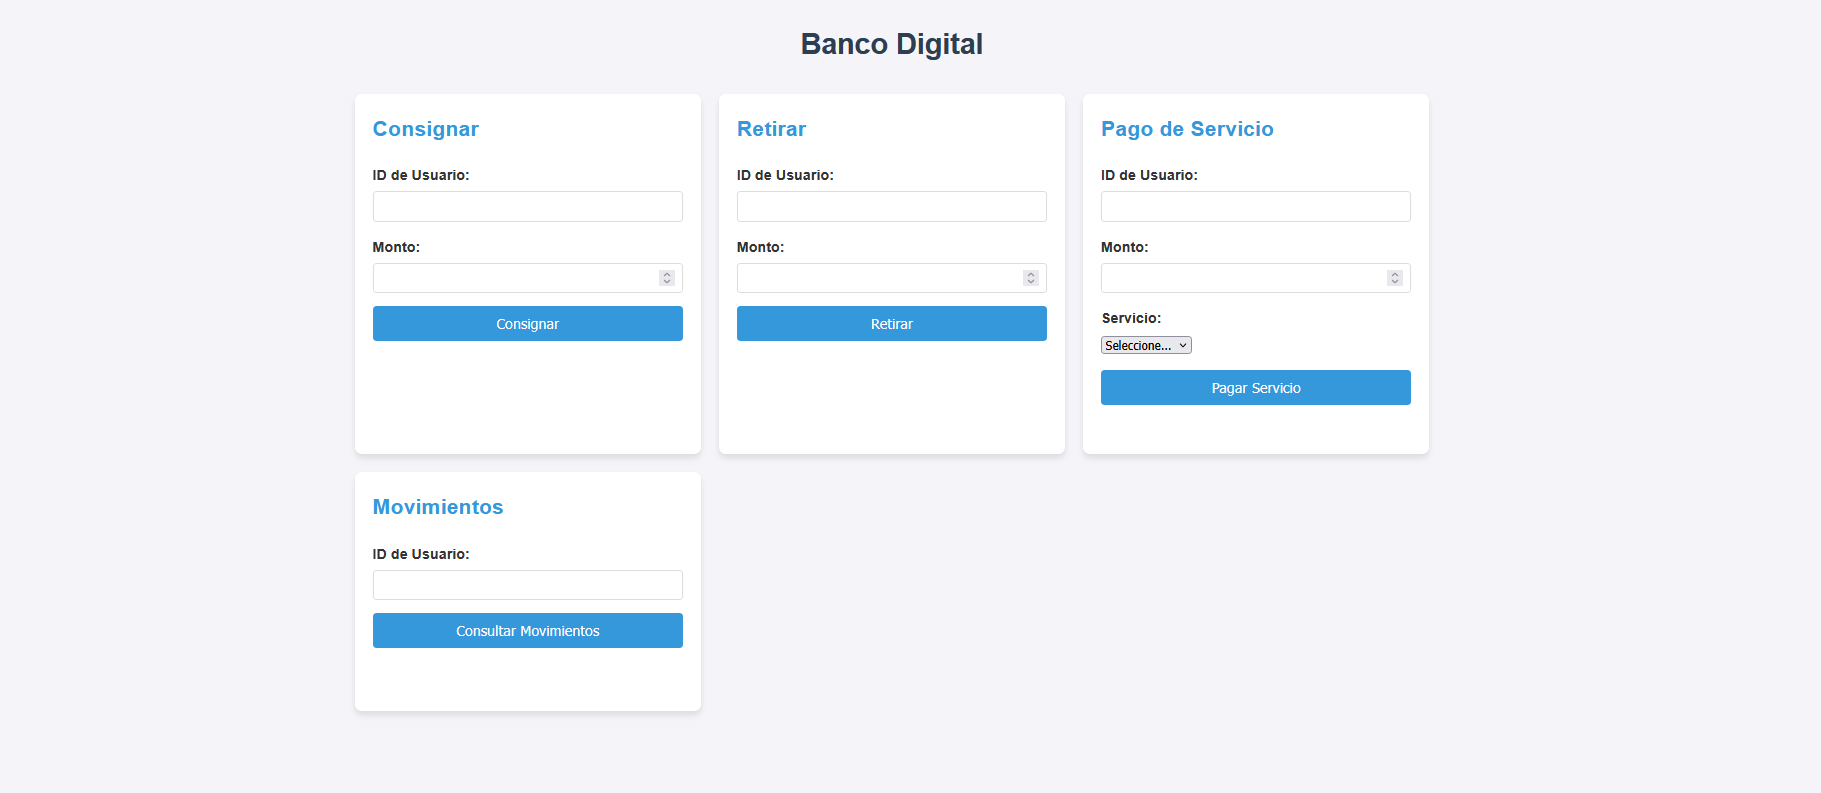 Banco Digital
Consignar
ID de Usuario:
Monto:
Consignar
Retirar
ID de Usuario:
Monto:
Retirar
Pago de Servicio
ID de Usuario:
Monto:
Servicio:
Seleccione...
Pagar Servicio
Movimientos
ID de Usuario:
Consultar Movimientos